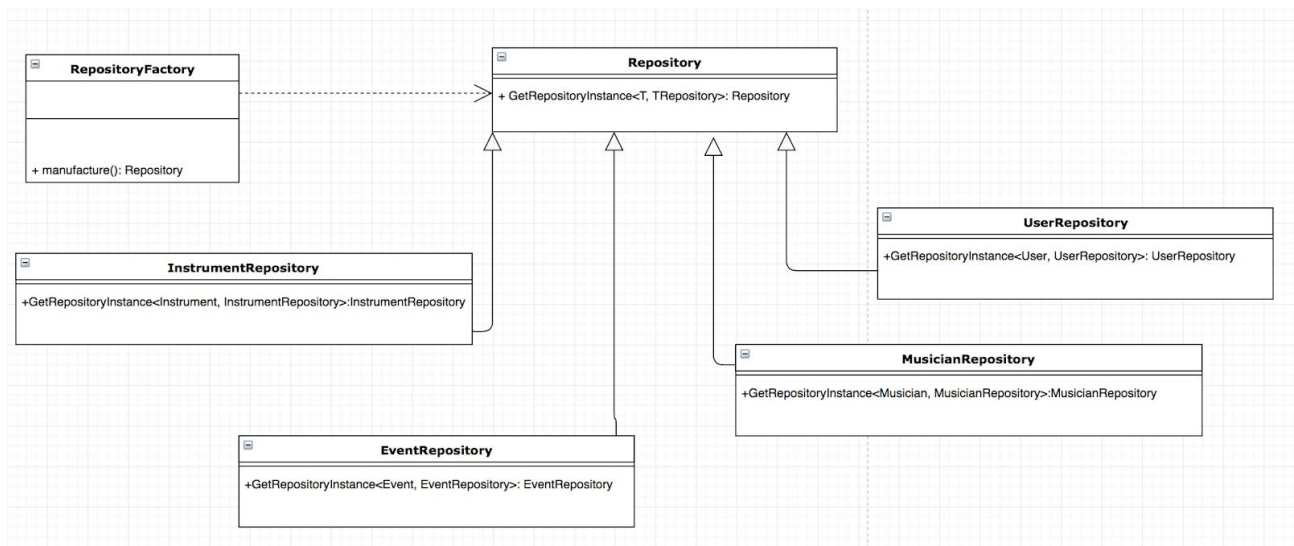 RepositoryFactory
+ manufacture(): Repository
Repository
+ GetRepositoryInstance<T, TRepository>: Repository
UserRepository
+GetRepositoryInstance<User, UserRepository>: UserRepository
InstrumentRepository
+GetRepositoryInstance<Instrument, InstrumentRepository>:InstrumentRepository
MusicianRepository
+GetRepositoryInstance<Musician, MusicianRepository>:MusicianRepository
EventRepository
+GetRepositoryInstance<Event, EventRepository>: EventRepository